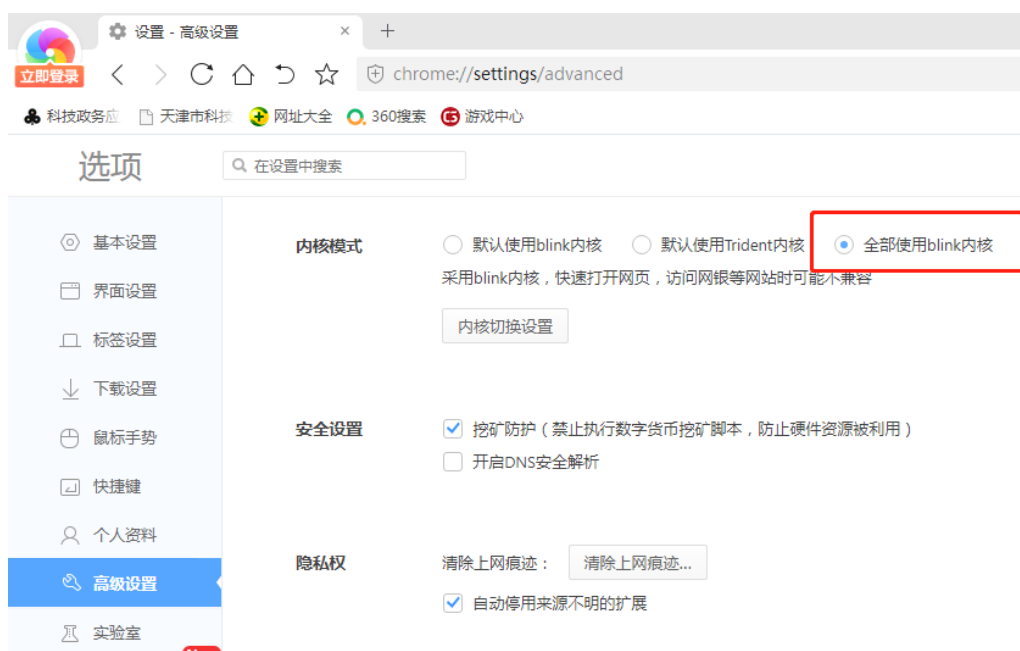 设置 - 高级设置
立即登录
chrome://settings/advanced
科技政务应 天津市科技 网址大全 360搜索 游戏中心
选项 在设置中搜索
基本设置
界面设置
标签设置
下载设置
鼠标手势
快捷键
个人资料
高级设置
实验室
内核模式 默认使用blink内核 默认使用Trident内核 全部使用blink内核
采用blink内核，快速打开网页，访问网银等网站时可能不兼容
内核切换设置
安全设置 挖矿防护（禁止执行数字货币挖矿脚本，防止硬件资源被利用）
开启DNS安全解析
隐私权 清除上网痕迹： 清除上网痕迹...
自动停用来源不明的扩展